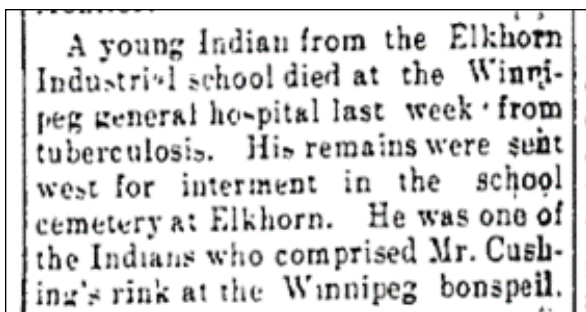 A young Indian from the Elkhorn
Industrial school died at the Winni-
peg general hospital last week from
tuberculosis. His remains were sent
west for interment in the school
cemetery at Elkhorn. He was one of
the Indians who comprised Mr. Cush-
ing's rink at the Winnipeg bonspeil.